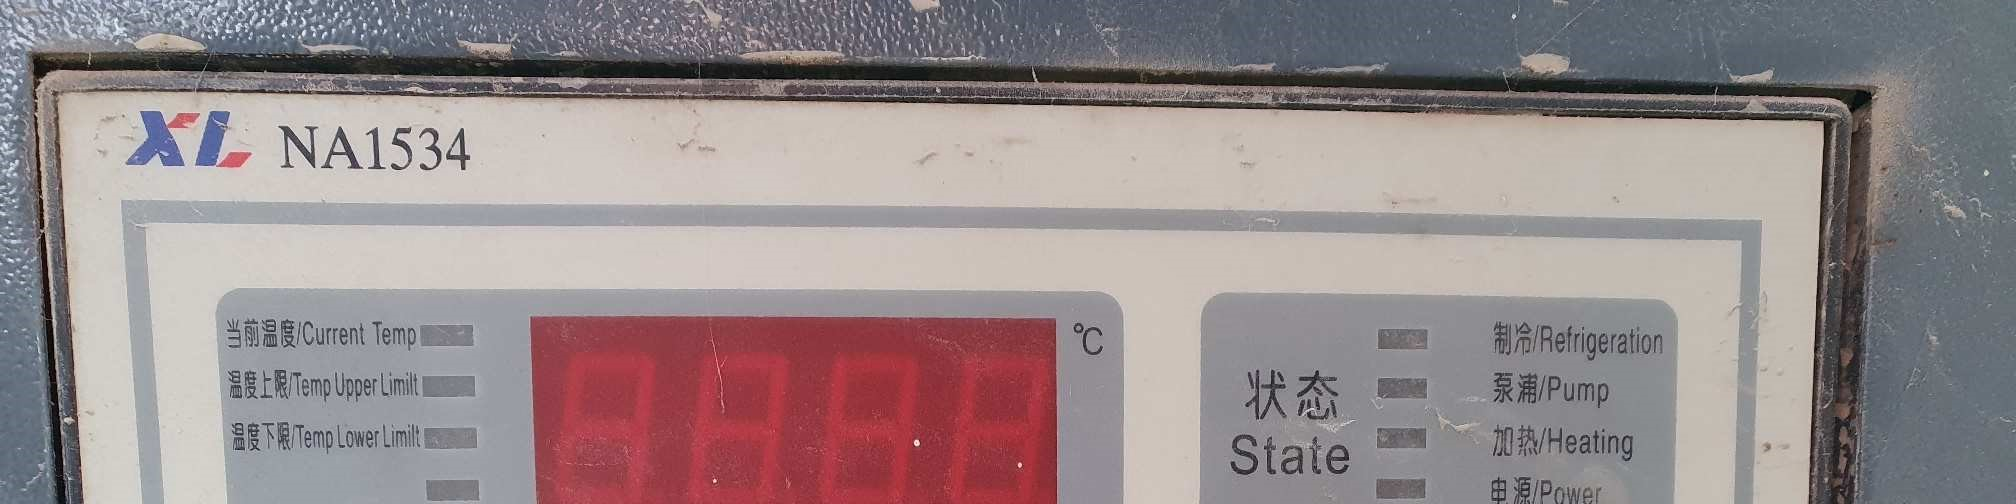 XL NA1534
当前温度/Current Temp
温度上限/Temp Upper Limilt
温度下限/Temp Lower Limilt
℃
状态
State
制冷/Refrigeration
泵浦/Pump
加热/Heating
电源/Power